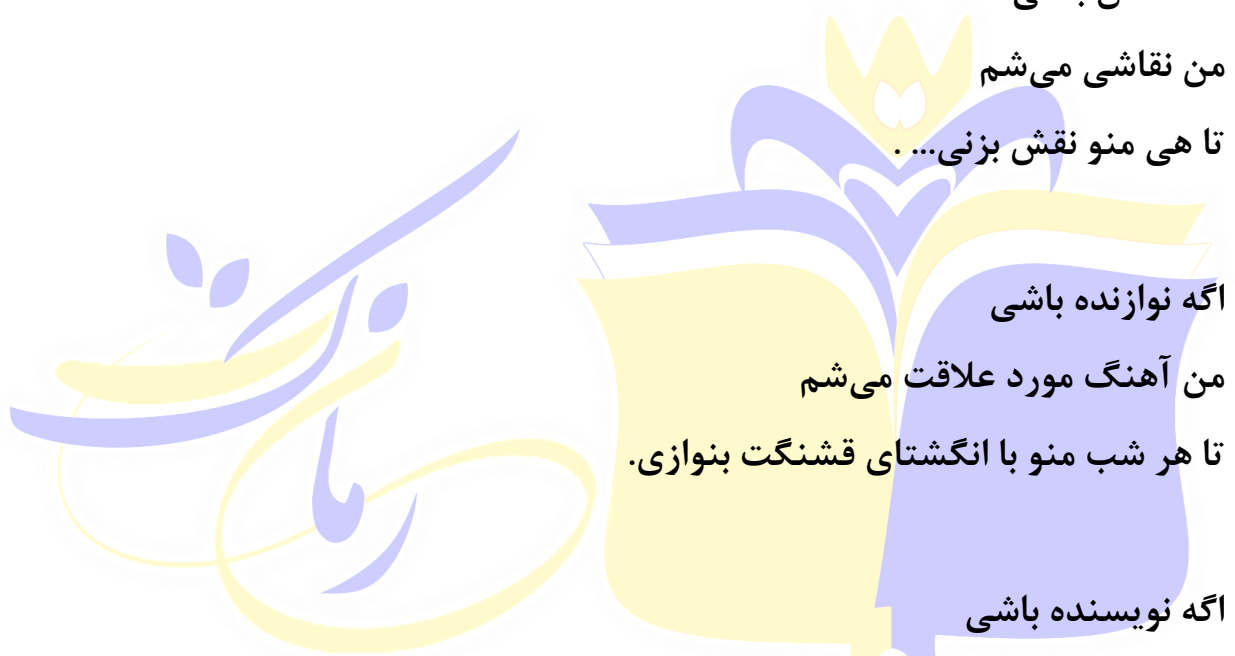 من نقاشی می‌شم
تا هی منو نقش بزنی... .
اگه نوازنده باشی
من آهنگ مورد علاقت می‌شم
تا هر شب منو با انگشتای قشنگت بنوازی.
اگه نویسنده باشی